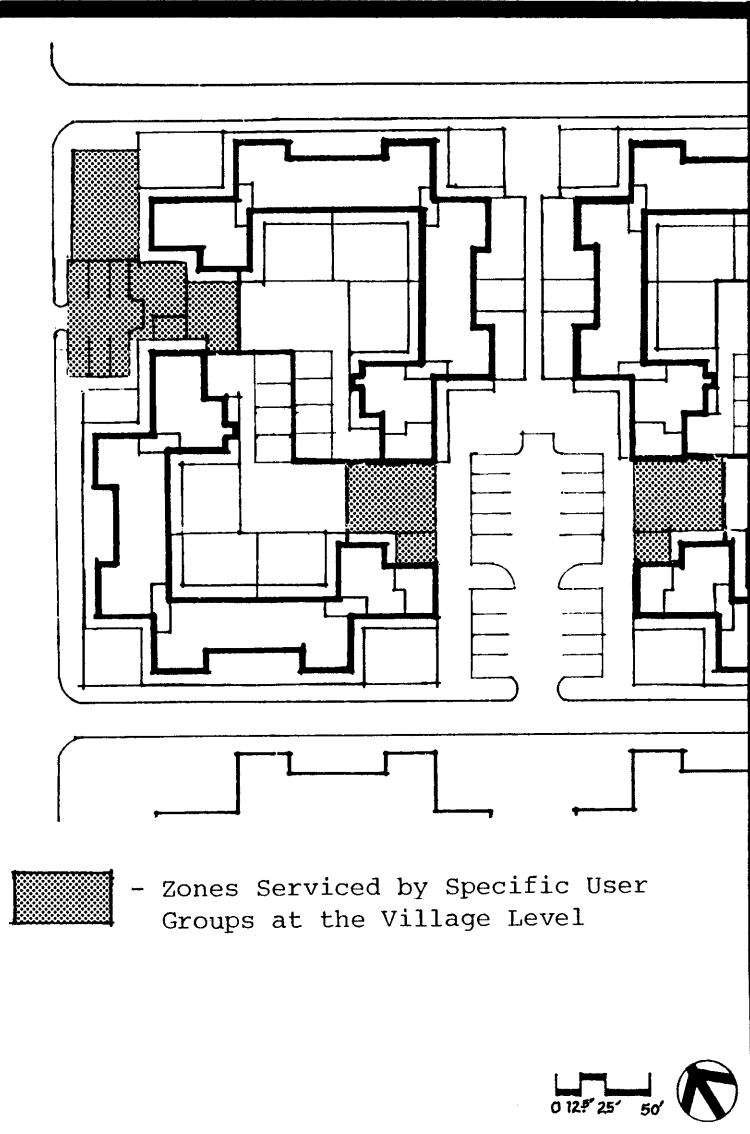 - Zones Serviced by Specific User
Groups at the Village Level
0 12.5' 25' 50'